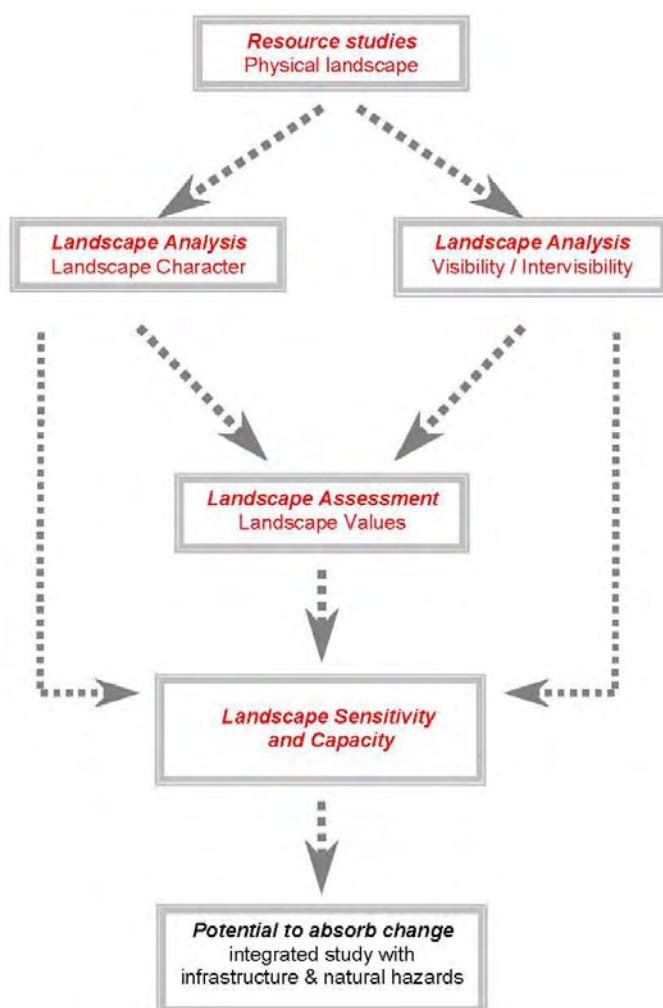 Resource studies
Physical landscape
Landscape Analysis
Landscape Character
Landscape Analysis
Visibility / Intervisibility
Landscape Assessment
Landscape Values
Landscape Sensitivity
and Capacity
Potential to absorb change
integrated study with
infrastructure & natural hazards